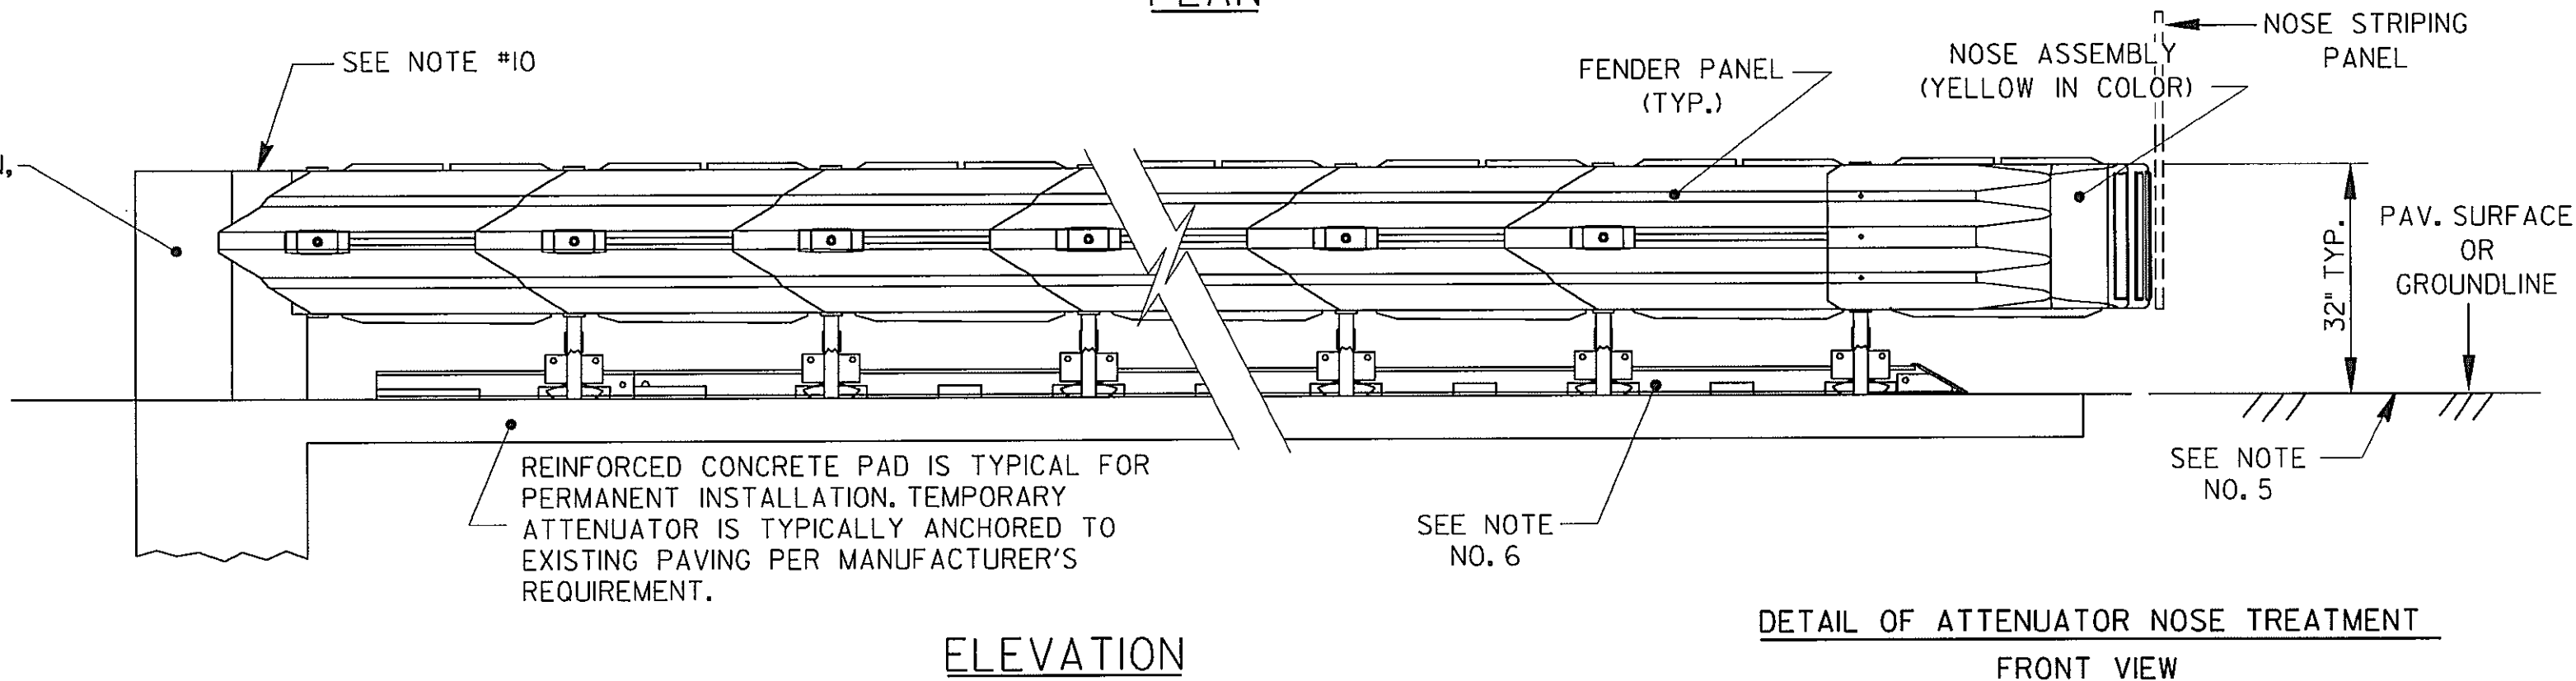 PLAN
NOSE STRIPING
PANEL
NOSE ASSEMBLY
(YELLOW IN COLOR)
FENDER PANEL
(TYP.)
SEE NOTE #10
32" TYP.
PAV. SURFACE
OR
GROUNDLINE
SEE NOTE
NO. 5
SEE NOTE
NO. 6
REINFORCED CONCRETE PAD IS TYPICAL FOR
PERMANENT INSTALLATION. TEMPORARY
ATTENUATOR IS TYPICALLY ANCHORED TO
EXISTING PAVING PER MANUFACTURER'S
REQUIREMENT.
ELEVATION
DETAIL OF ATTENUATOR NOSE TREATMENT
FRONT VIEW